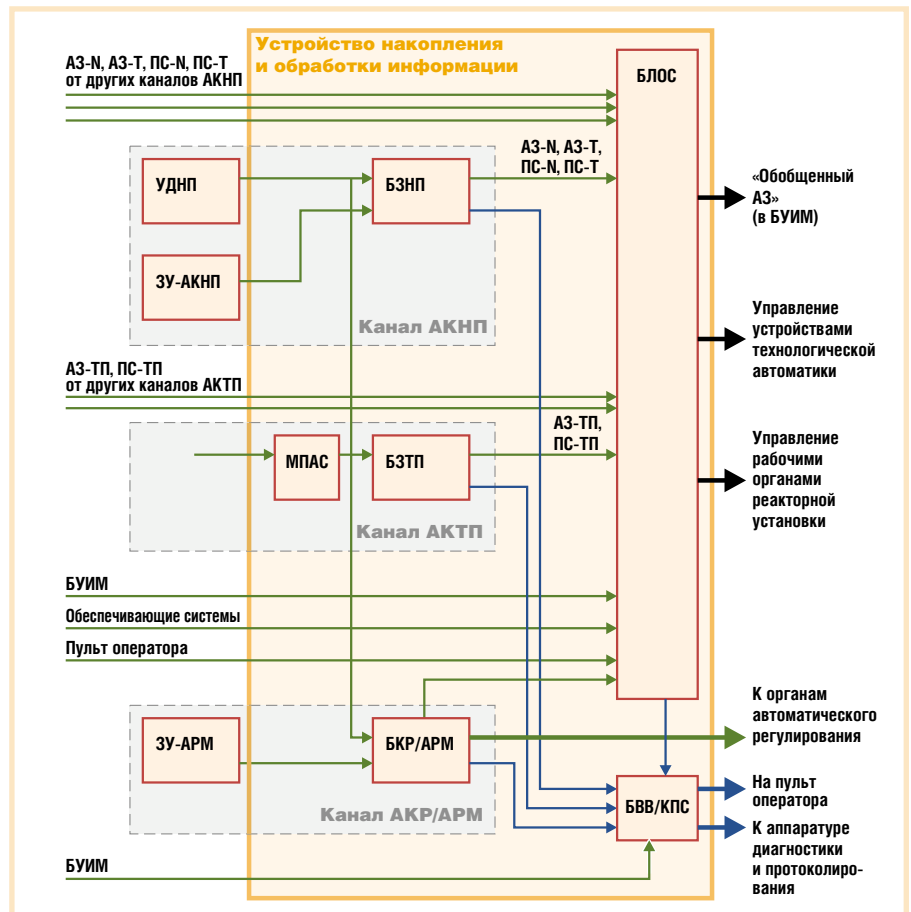 Устройство накопления
и обработки информации
АЗ-N, АЗ-Т, ПС-N, ПС-Т
от других каналов АКНП
БЛОС
АЗ-N, АЗ-Т,
ПС-N, ПС-Т
УДНП
БЗНП
«Обобщенный
АЗ»
(в БУИМ)
ЗУ-АКНП
Канал АКНП
Управление
устройствами
технологической
автоматики
АЗ-ТП, ПС-ТП
от других каналов АКТП
АЗ-ТП,
ПС-ТП
МПАС
БЗТП
Канал АКТП
Управление
рабочими
органами
реакторной
установки
БУИМ
Обеспечивающие системы
Пульт оператора
ЗУ-АРМ
БКР/АРМ
Канал АКР/АРМ
К органам
автоматического
регулирования
БВВ/КПС
На пульт
оператора
К аппаратуре
диагностики
и протоколиро-
вания
БУИМ